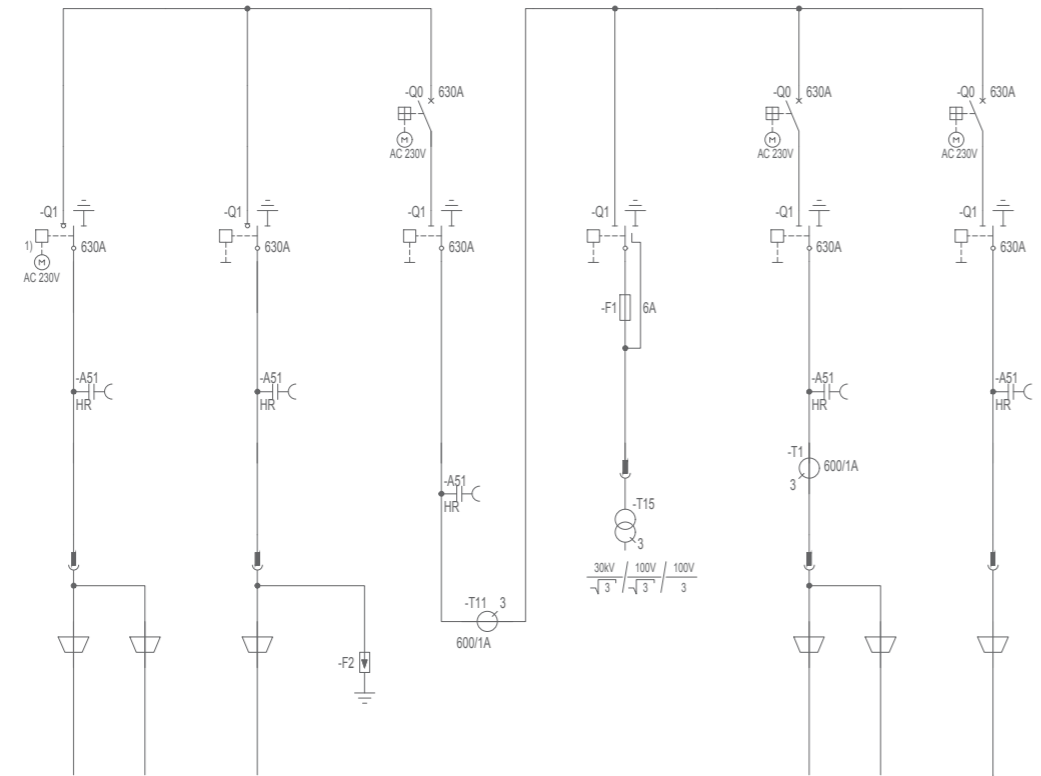 -Q0 630A
M
AC 230V
-Q0 630A
M
AC 230V
-Q0 630A
M
AC 230V
-Q1
1) 630A
M
AC 230V
-Q1
630A
-Q1
630A
-Q1
-Q1
630A
-Q1
630A
-F1 6A
-A51
HR
-A51
HR
-A51
HR
-A51
HR
-T1 600/1A
3
-A51
HR
-T15
3
30kV / 100V / 100V
√3 √3 3
-T11 3
600/1A
-F2